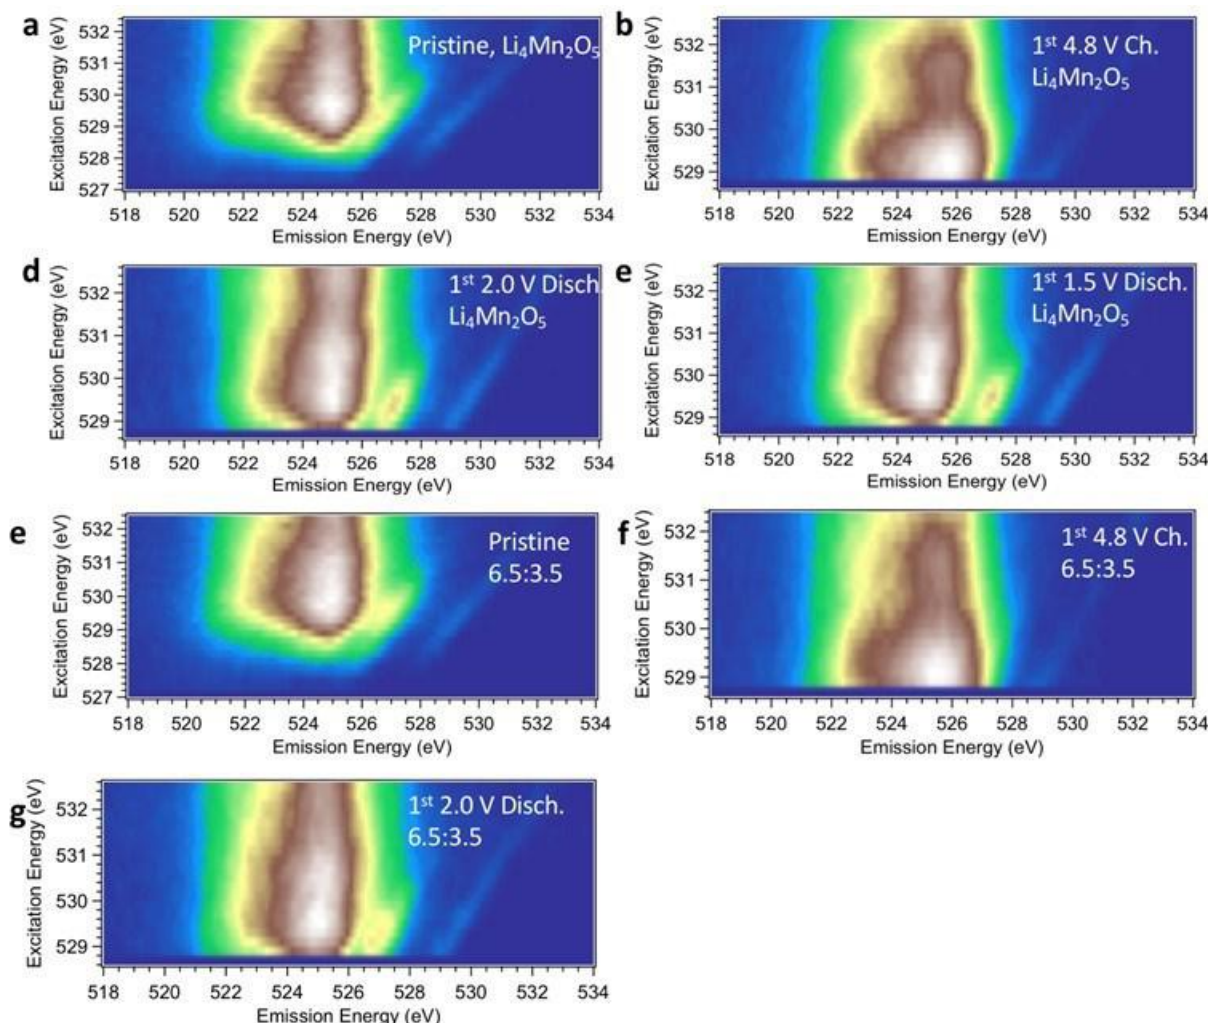 a
Pristine, Li₄Mn₂O₅
Excitation Energy (eV)
532
531
530
529
528
527
518 520 522 524 526 528 530 532 534
Emission Energy (eV)
b
1st 4.8 V Ch.
Li₄Mn₂O₅
Excitation Energy (eV)
532
531
530
529
518 520 522 524 526 528 530 532 534
Emission Energy (eV)
d
1st 2.0 V Disch
Li₄Mn₂O₅
Excitation Energy (eV)
532
531
530
529
518 520 522 524 526 528 530 532 534
Emission Energy (eV)
e
1st 1.5 V Disch.
Li₄Mn₂O₅
Excitation Energy (eV)
532
531
530
529
518 520 522 524 526 528 530 532 534
Emission Energy (eV)
e
Pristine
6.5:3.5
Excitation Energy (eV)
532
531
530
529
528
527
518 520 522 524 526 528 530 532 534
Emission Energy (eV)
f
1st 4.8 V Ch.
6.5:3.5
Excitation Energy (eV)
532
531
530
529
518 520 522 524 526 528 530 532 534
Emission Energy (eV)
g
1st 2.0 V Disch.
6.5:3.5
Excitation Energy (eV)
532
531
530
529
518 520 522 524 526 528 530 532 534
Emission Energy (eV)